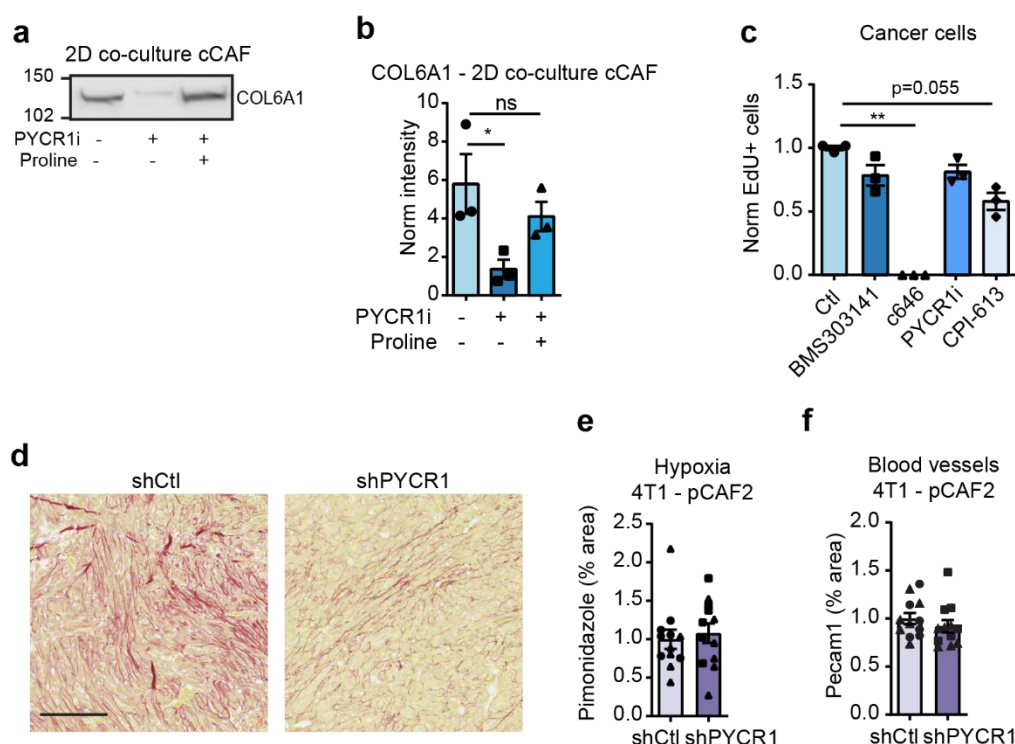 a
2D co-culture cCAF
150
102
COL6A1
PYCR1i - + +
Proline - - +
b
COL6A1 - 2D co-culture cCAF
ns
*
Norm intensity
10
8
6
4
2
0
PYCR1i - + +
Proline - - +
c
Cancer cells
p=0.055
**
Norm EdU+ cells
1.0
0.5
0.0
Ctl
BMS303141
c646
PYCR1i
CPI-613
d
shCtl
shPYCR1
e
Hypoxia
4T1 - pCAF2
Pimonidazole (% area)
2.5
2.0
1.5
1.0
0.5
0.0
shCtl shPYCR1
f
Blood vessels
4T1 - pCAF2
Pecam1 (% area)
2.0
1.5
1.0
0.5
0.0
shCtl shPYCR1